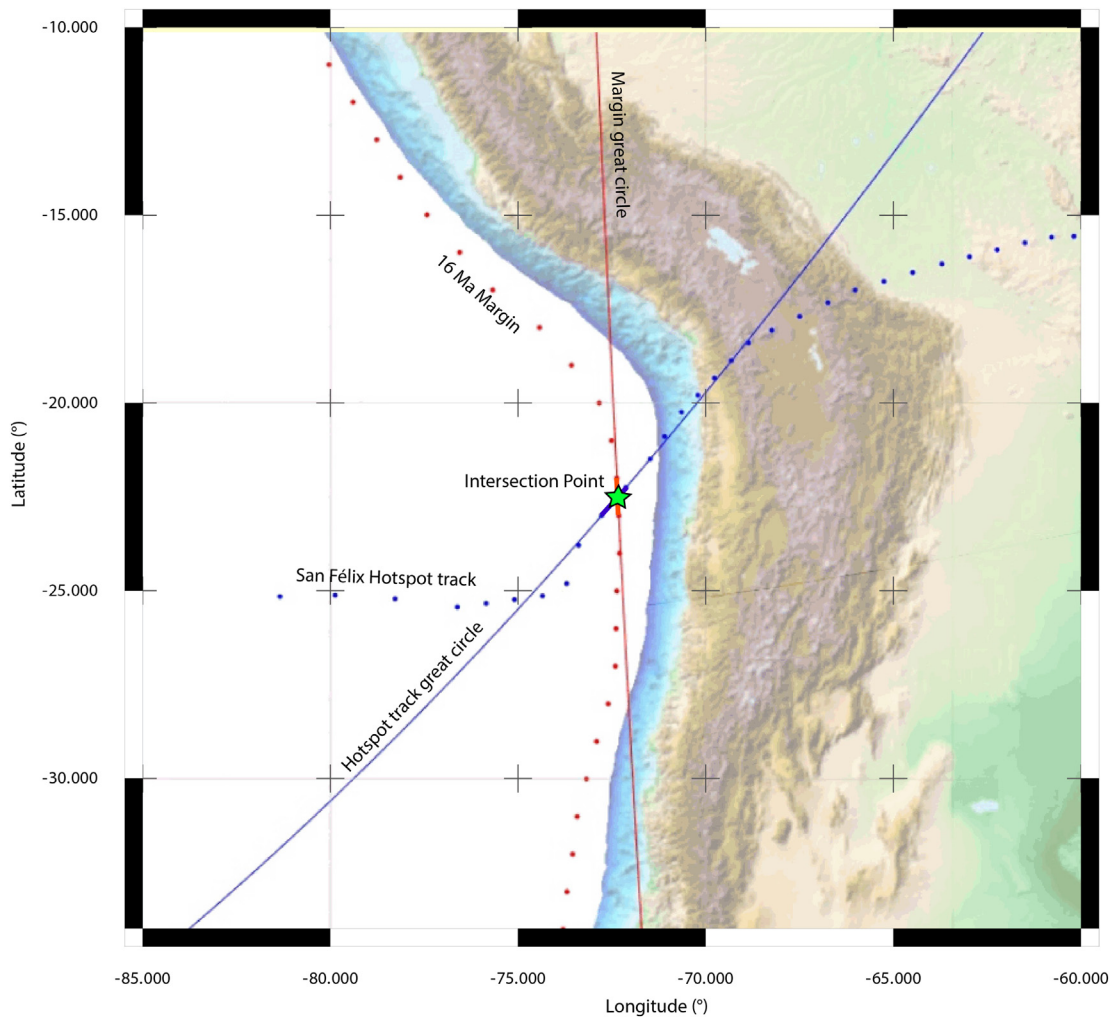 -10.000
Margin great circle
-15.000
16 Ma Margin
-20.000
Latitude (°)
Intersection Point
San Félix Hotspot track
-25.000
Hotspot track great circle
-30.000
-85.000 -80.000 -75.000 -70.000 -65.000 -60.000
Longitude (°)